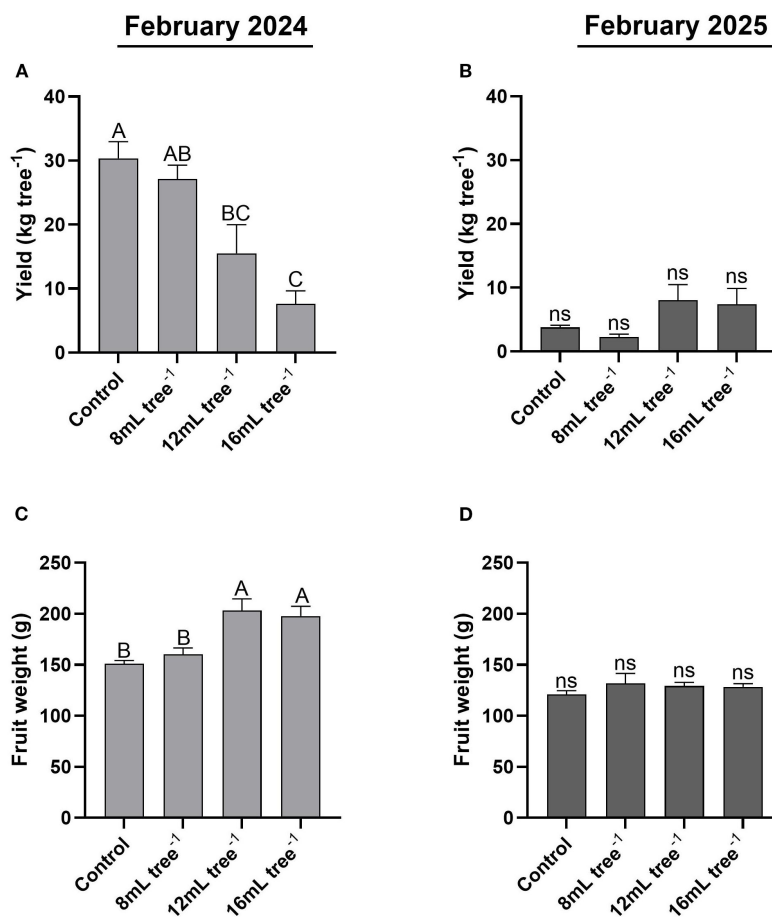 February 2024
February 2025
A
Yield (kg tree⁻¹)
40
30
20
10
0
A
AB
BC
C
Control
8mL tree⁻¹
12mL tree⁻¹
16mL tree⁻¹
B
Yield (kg tree⁻¹)
40
30
20
10
0
ns
ns
ns
ns
Control
8mL tree⁻¹
12mL tree⁻¹
16mL tree⁻¹
C
Fruit weight (g)
250
200
150
100
50
0
B
B
A
A
Control
8mL tree⁻¹
12mL tree⁻¹
16mL tree⁻¹
D
Fruit weight (g)
250
200
150
100
50
0
ns
ns
ns
ns
Control
8mL tree⁻¹
12mL tree⁻¹
16mL tree⁻¹